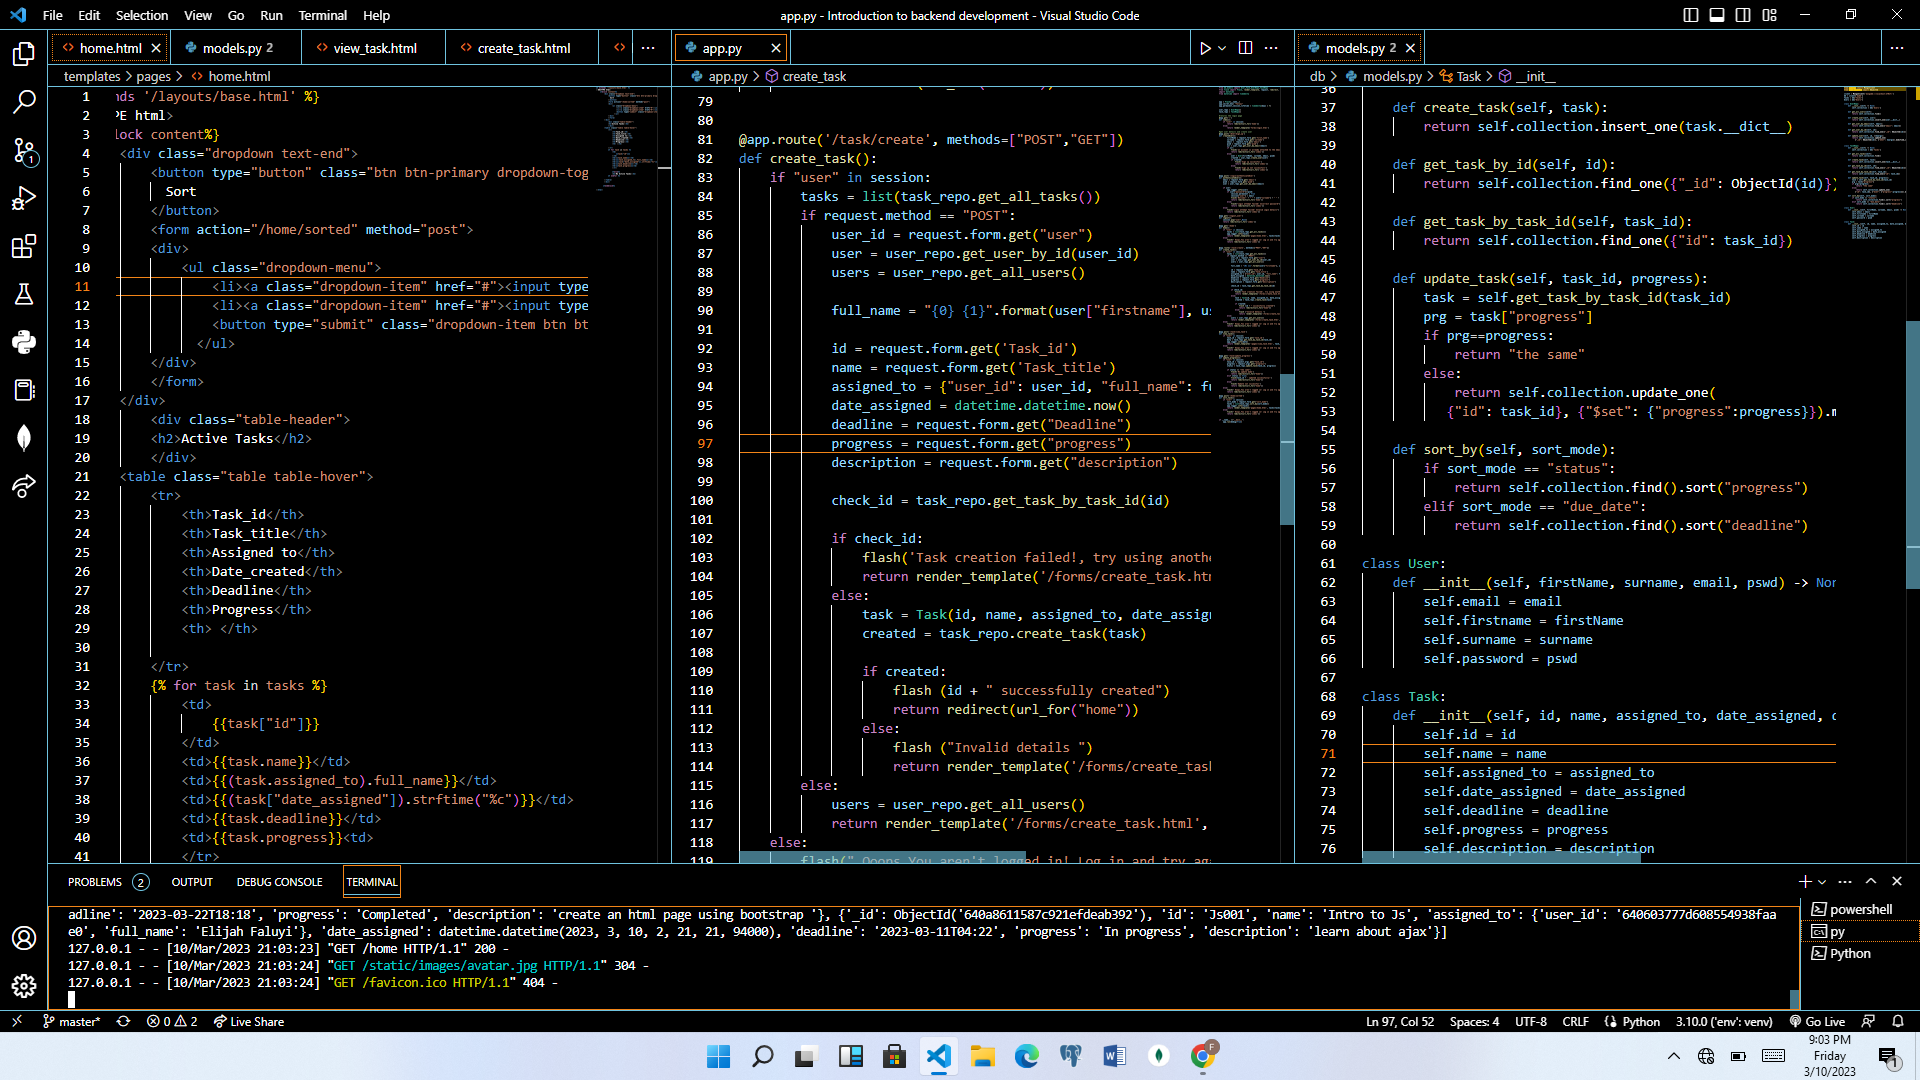 File Edit Selection View Go Run Terminal Help
app.py - Introduction to backend development - Visual Studio Code
home.html
models.py 2
view_task.html
create_task.html
templates > pages > home.html
1 nds '/layouts/base.html' %}
2 PE html>
3 lock content%}
4 <div class="dropdown text-end">
5 <button type="button" class="btn btn-primary dropdown-tog
6 Sort
7 </button>
8 <form action="/home/sorted" method="post">
9 <div>
10 <ul class="dropdown-menu">
11 <li><a class="dropdown-item" href="#"><input type
12 <li><a class="dropdown-item" href="#"><input type
13 <button type="submit" class="dropdown-item btn bt
14 </ul>
15 </div>
16 </form>
17 </div>
18 <div class="table-header">
19 <h2>Active Tasks</h2>
20 </div>
21 <table class="table table-hover">
22 <tr>
23 <th>Task_id</th>
24 <th>Task_title</th>
25 <th>Assigned to</th>
26 <th>Date_created</th>
27 <th>Deadline</th>
28 <th>Progress</th>
29 <th> </th>
30
31 </tr>
32 {% for task in tasks %}
33 <td>
34 {{task["id"]}}
35 </td>
36 <td>{{task.name}}</td>
37 <td>{{(task.assigned_to).full_name}}</td>
38 <td>{{(task["date_assigned"]).strftime("%c")}}</td>
39 <td>{{task.deadline}}</td>
40 <td>{{task.progress}}<td>
41 </tr>
app.py
app.py > create_task
79
80
81 @app.route('/task/create', methods=["POST","GET"])
82 def create_task():
83 if "user" in session:
84 tasks = list(task_repo.get_all_tasks())
85 if request.method == "POST":
86 user_id = request.form.get("user")
87 user = user_repo.get_user_by_id(user_id)
88 users = user_repo.get_all_users()
89
90 full_name = "{0} {1}".format(user["firstname"], us
91
92 id = request.form.get('Task_id')
93 name = request.form.get('Task_title')
94 assigned_to = {"user_id": user_id, "full_name": fu
95 date_assigned = datetime.datetime.now()
96 deadline = request.form.get("Deadline")
97 progress = request.form.get("progress")
98 description = request.form.get("description")
99
100 check_id = task_repo.get_task_by_task_id(id)
101
102 if check_id:
103 flash('Task creation failed!, try using anothe
104 return render_template('/forms/create_task.htm
105 else:
106 task = Task(id, name, assigned_to, date_assign
107 created = task_repo.create_task(task)
108
109 if created:
110 flash (id + " successfully created")
111 return redirect(url_for("home"))
112 else:
113 flash ("Invalid details ")
114 return render_template('/forms/create_task
115 else:
116 users = user_repo.get_all_users()
117 return render_template('/forms/create_task.html',
118 else:
119 flash(" Ooops You aren't logged in! Log in and try aga
models.py 2
db > models.py > Task > __init__
36
37 def create_task(self, task):
38 return self.collection.insert_one(task.__dict__)
39
40 def get_task_by_id(self, id):
41 return self.collection.find_one({"_id": ObjectId(id)})
42
43 def get_task_by_task_id(self, task_id):
44 return self.collection.find_one({"id": task_id})
45
46 def update_task(self, task_id, progress):
47 task = self.get_task_by_task_id(task_id)
48 prg = task["progress"]
49 if prg==progress:
50 return "the same"
51 else:
52 return self.collection.update_one(
53 {"id": task_id}, {"$set": {"progress":progress}}).m
54
55 def sort_by(self, sort_mode):
56 if sort_mode == "status":
57 return self.collection.find().sort("progress")
58 elif sort_mode == "due_date":
59 return self.collection.find().sort("deadline")
60
61 class User:
62 def __init__(self, firstName, surname, email, pswd) -> Non
63 self.email = email
64 self.firstname = firstName
65 self.surname = surname
66 self.password = pswd
67
68 class Task:
69 def __init__(self, id, name, assigned_to, date_assigned, d
70 self.id = id
71 self.name = name
72 self.assigned_to = assigned_to
73 self.date_assigned = date_assigned
74 self.deadline = deadline
75 self.progress = progress
76 self.description = description
PROBLEMS 2 OUTPUT DEBUG CONSOLE TERMINAL
adline': '2023-03-22T18:18', 'progress': 'Completed', 'description': 'create an html page using bootstrap '}, {'_id': ObjectId('640a8611587c921efdeab392'), 'id': 'Js001', 'name': 'Intro to Js', 'assigned_to': {'user_id': '640603777d608554938faa
e0', 'full_name': 'Elijah Faluyi'}, 'date_assigned': datetime.datetime(2023, 3, 10, 2, 21, 21, 94000), 'deadline': '2023-03-11T04:22', 'progress': 'In progress', 'description': 'learn about ajax'}]
127.0.0.1 - - [10/Mar/2023 21:03:23] "GET /home HTTP/1.1" 200 -
127.0.0.1 - - [10/Mar/2023 21:03:24] "GET /static/images/avatar.jpg HTTP/1.1" 304 -
127.0.0.1 - - [10/Mar/2023 21:03:24] "GET /favicon.ico HTTP/1.1" 404 -
powershell
py
Python
master* 0 2 Live Share
Ln 97, Col 52 Spaces: 4 UTF-8 CRLF Python 3.10.0 ('env': venv) Go Live
9:03 PM
Friday
3/10/2023